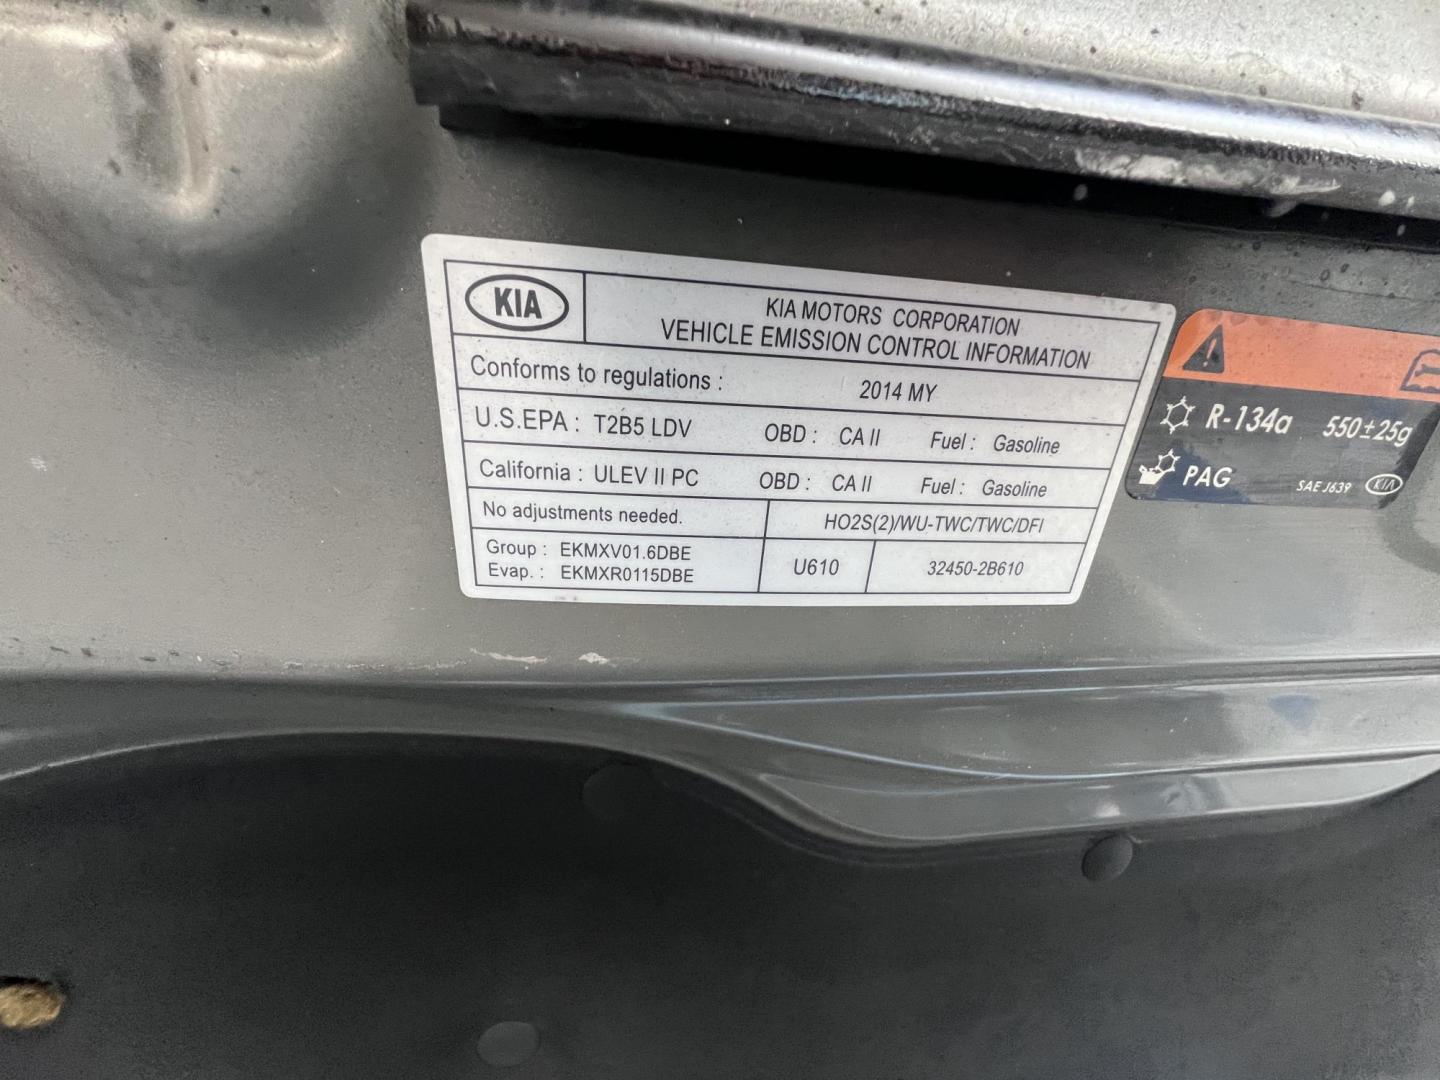 KIA
KIA MOTORS CORPORATION
VEHICLE EMISSION CONTROL INFORMATION
Conforms to regulations : 2014 MY
U.S.EPA : T2B5 LDV OBD : CA II Fuel : Gasoline
California : ULEV II PC OBD : CA II Fuel : Gasoline
No adjustments needed. HO2S(2)/WU-TWC/TWC/DFI
Group : EKMXV01.6DBE
Evap. : EKMXR0115DBE
U610 32450-2B610
R-134a 550±25g
PAG SAE J639 KIA